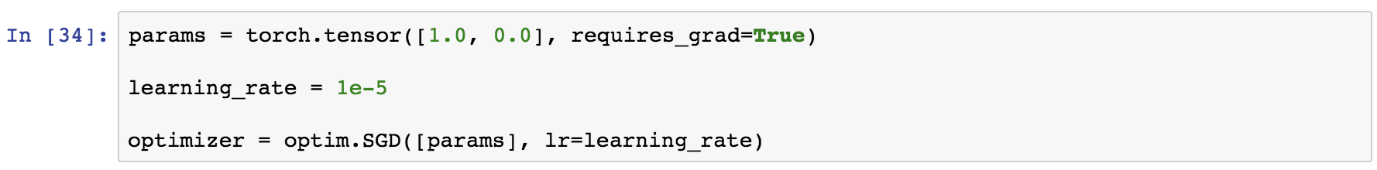 In [34]: params = torch.tensor([1.0, 0.0], requires_grad=True)
learning_rate = 1e-5
optimizer = optim.SGD([params], lr=learning_rate)